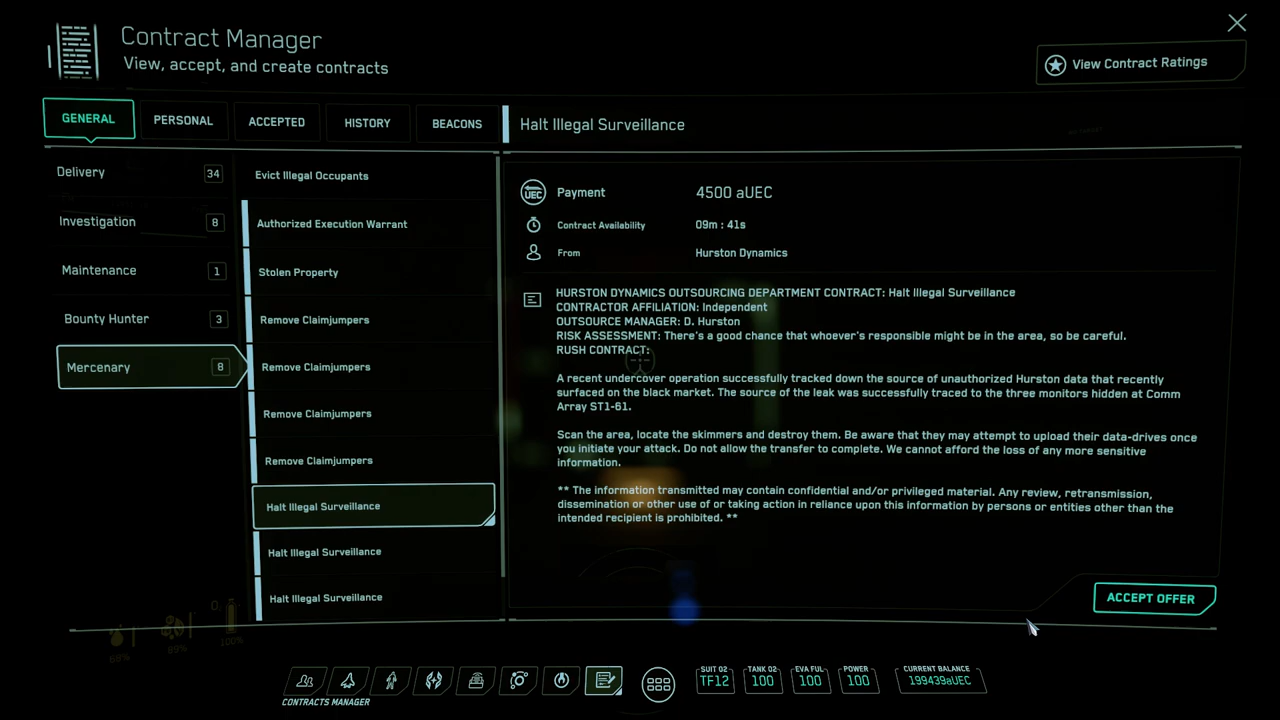 Contract Manager
View, accept, and create contracts
View Contract Ratings
GENERAL
PERSONAL
ACCEPTED
HISTORY
BEACONS
Delivery 34
Investigation 8
Maintenance 1
Bounty Hunter 3
Mercenary 8
Evict Illegal Occupants
Authorized Execution Warrant
Stolen Property
Remove Claimjumpers
Remove Claimjumpers
Remove Claimjumpers
Remove Claimjumpers
Halt Illegal Surveillance
Halt Illegal Surveillance
Halt Illegal Surveillance
Halt Illegal Surveillance
UEC Payment 4500 aUEC
Contract Availability 09m : 41s
From Hurston Dynamics
HURSTON DYNAMICS OUTSOURCING DEPARTMENT CONTRACT: Halt Illegal Surveillance
CONTRACTOR AFFILIATION: Independent
OUTSOURCE MANAGER: D. Hurston
RISK ASSESSMENT: There's a good chance that whoever's responsible might be in the area, so be careful.
RUSH CONTRACT:
A recent undercover operation successfully tracked down the source of unauthorized Hurston data that recently
surfaced on the black market. The source of the leak was successfully traced to the three monitors hidden at Comm
Array ST1-61.
Scan the area, locate the skimmers and destroy them. Be aware that they may attempt to upload their data-drives once
you initiate your attack. Do not allow the transfer to complete. We cannot afford the loss of any more sensitive
information.
** The information transmitted may contain confidential and/or privileged material. Any review, retransmission,
dissemination or other use of or taking action in reliance upon this information by persons or entities other than the
intended recipient is prohibited. **
ACCEPT OFFER
68% 99% 100%
CONTRACTS MANAGER
SUIT O2 TANK O2 EVA FUL POWER CURRENT BALANCE
TF12 100 100 100 199439aUEC